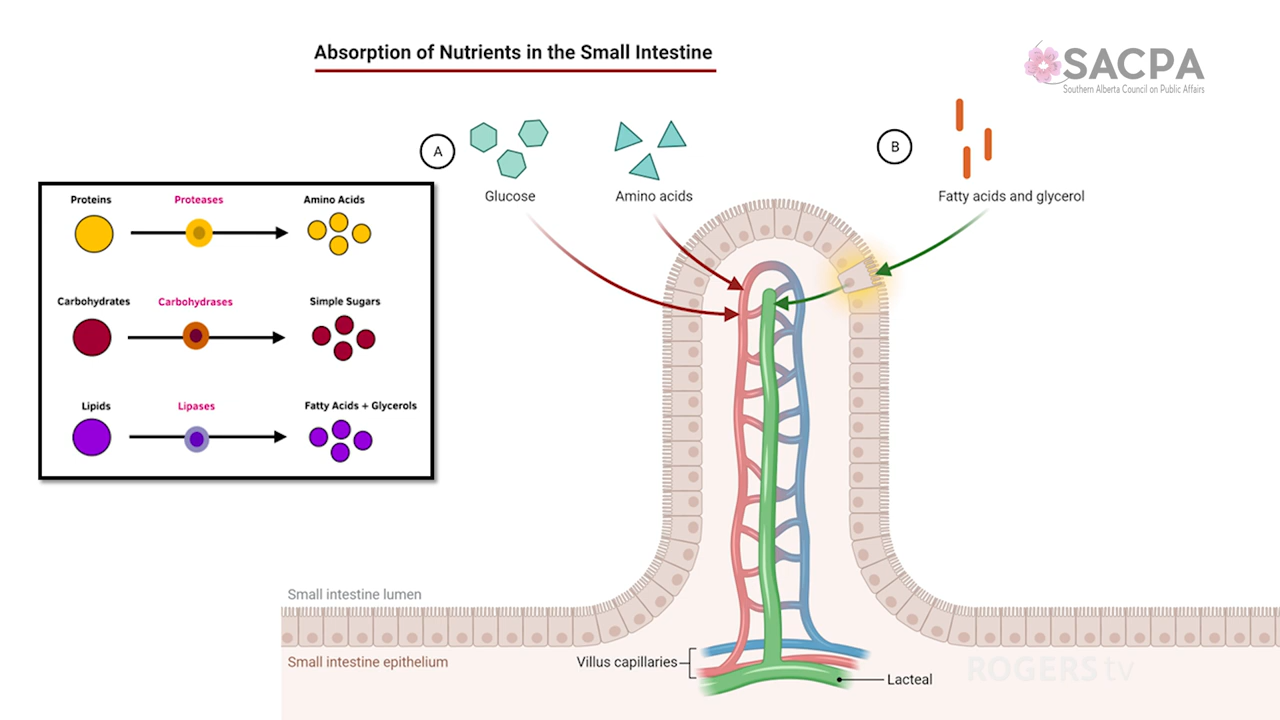 Absorption of Nutrients in the Small Intestine
SACPA
Southern Alberta Council on Public Affairs
A
B
Glucose
Amino acids
Fatty acids and glycerol
Proteins
Proteases
Amino Acids
Carbohydrates
Carbohydrases
Simple Sugars
Lipids
Lipases
Fatty Acids + Glycerols
Small intestine lumen
Small intestine epithelium
Villus capillaries
Lacteal
ROGERS tv